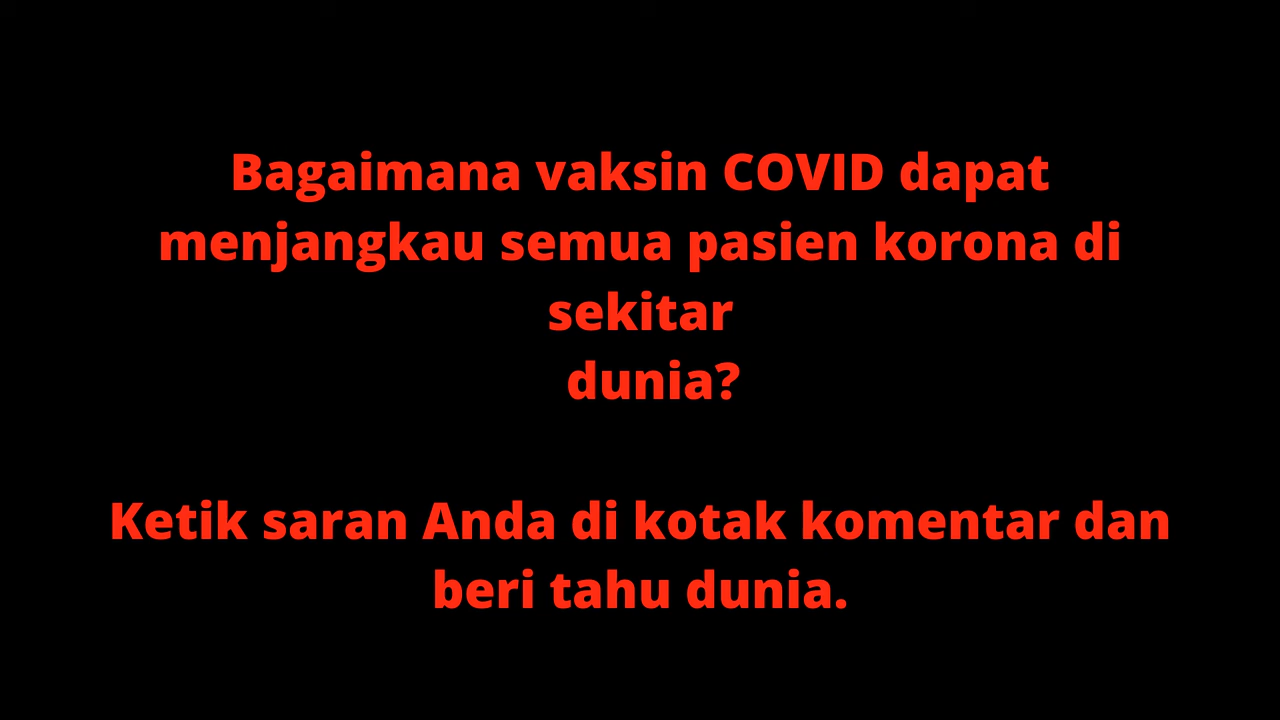 Bagaimana vaksin COVID dapat
menjangkau semua pasien korona di
sekitar
dunia?
Ketik saran Anda di kotak komentar dan
beri tahu dunia.